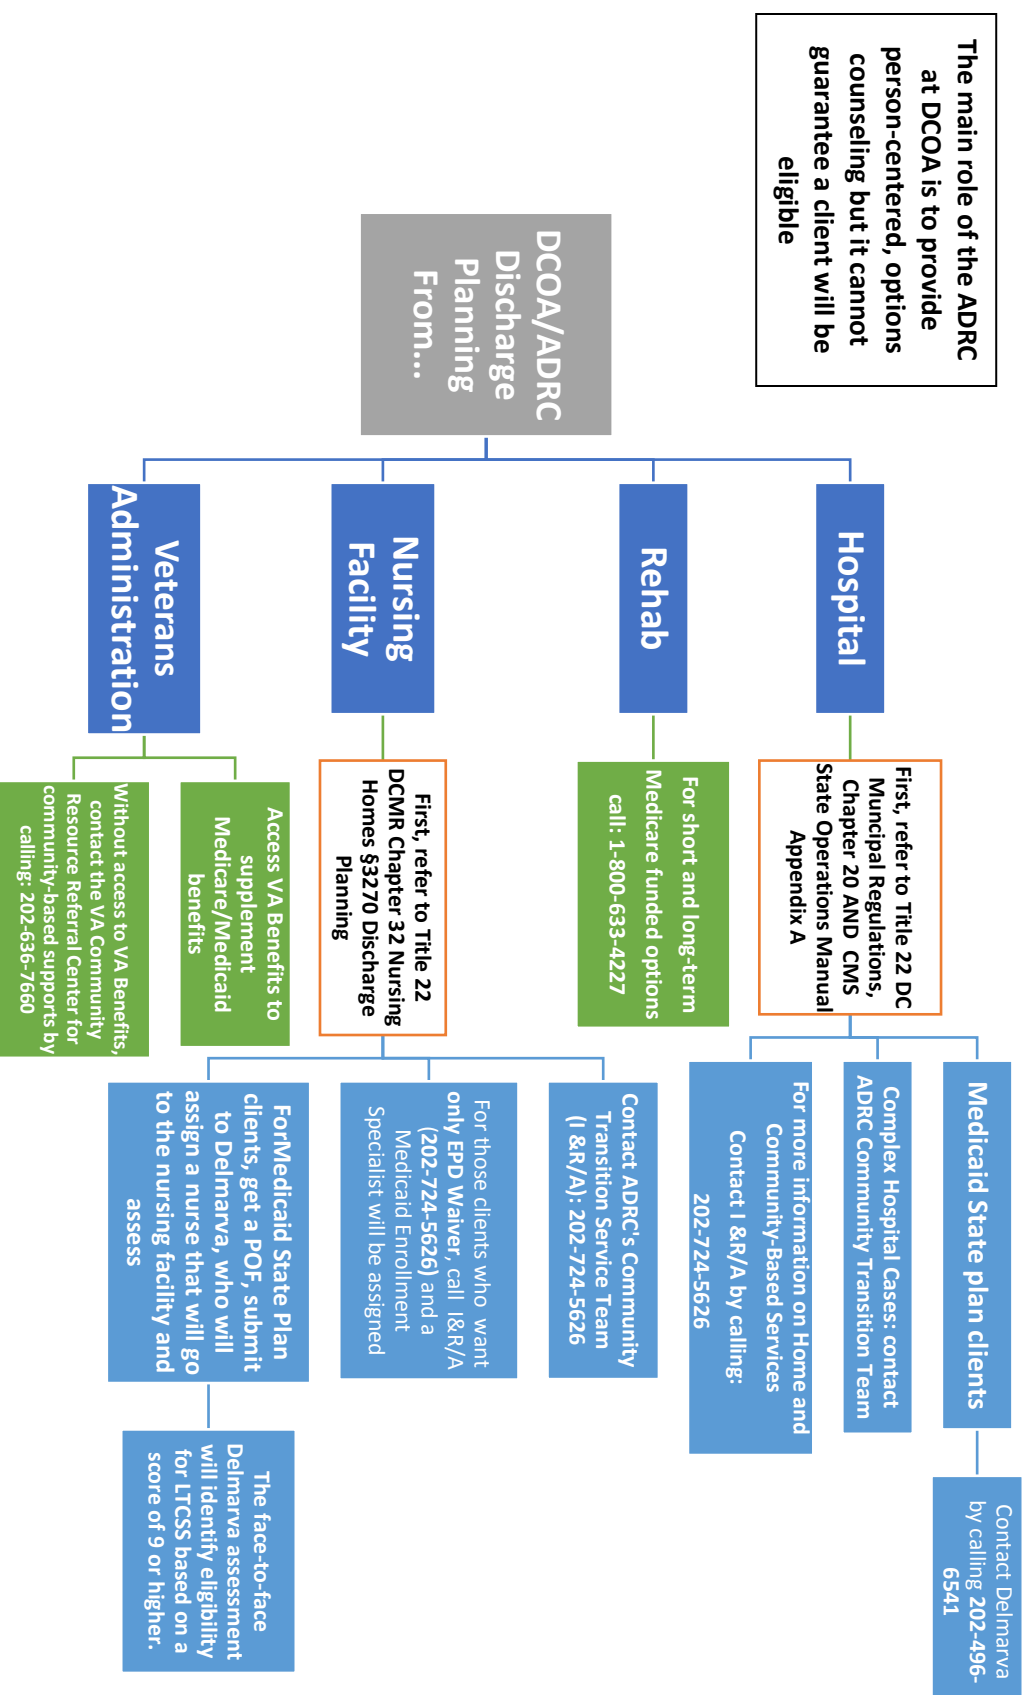 The main role of the ADRC
at DCOA is to provide
person-centered, options
counseling but it cannot
guarantee a client will be
eligible
DCOA/ADRC
Discharge
Planning
From...
Hospital
First, refer to Title 22 DC
Muncipal Regulations,
Chapter 20 AND CMS
State Operations Manual
Appendix A
Medicaid State plan clients
Contact Delmarva
by calling 202-496-
6541
Complex Hospital Cases: contact
ADRC Community Transition Team
For more information on Home and
Community-Based Services
Contact I &R/A by calling:
202-724-5626
Rehab
For short and long-term
Medicare funded options
call: 1-800-633-4227
Nursing
Facility
First, refer to Title 22
DCMR Chapter 32 Nursing
Homes §§3270 Discharge
Planning
Contact ADRC's Community
Transition Service Team
(I &R/A): 202-724-5626
For those clients who want
only EPD Waiver, call I&R/A
(202-724-5626) and a
Medicaid Enrollment
Specialist will be assigned
ForMedicaid State Plan
clients, get a POF, submit
to Delmarva, who will
assign a nurse that will go
to the nursing facility and
assess
The face-to-face
Delmarva assessment
will identify eligibility
for LTCSS based on a
score of 9 or higher.
Veterans
Administration
Access VA Benefits to
supplement
Medicare/Medicaid
benefits
Without access to VA Benefits,
contact the VA Community
Resource Referral Center for
community-based supports by
calling: 202-636-7660